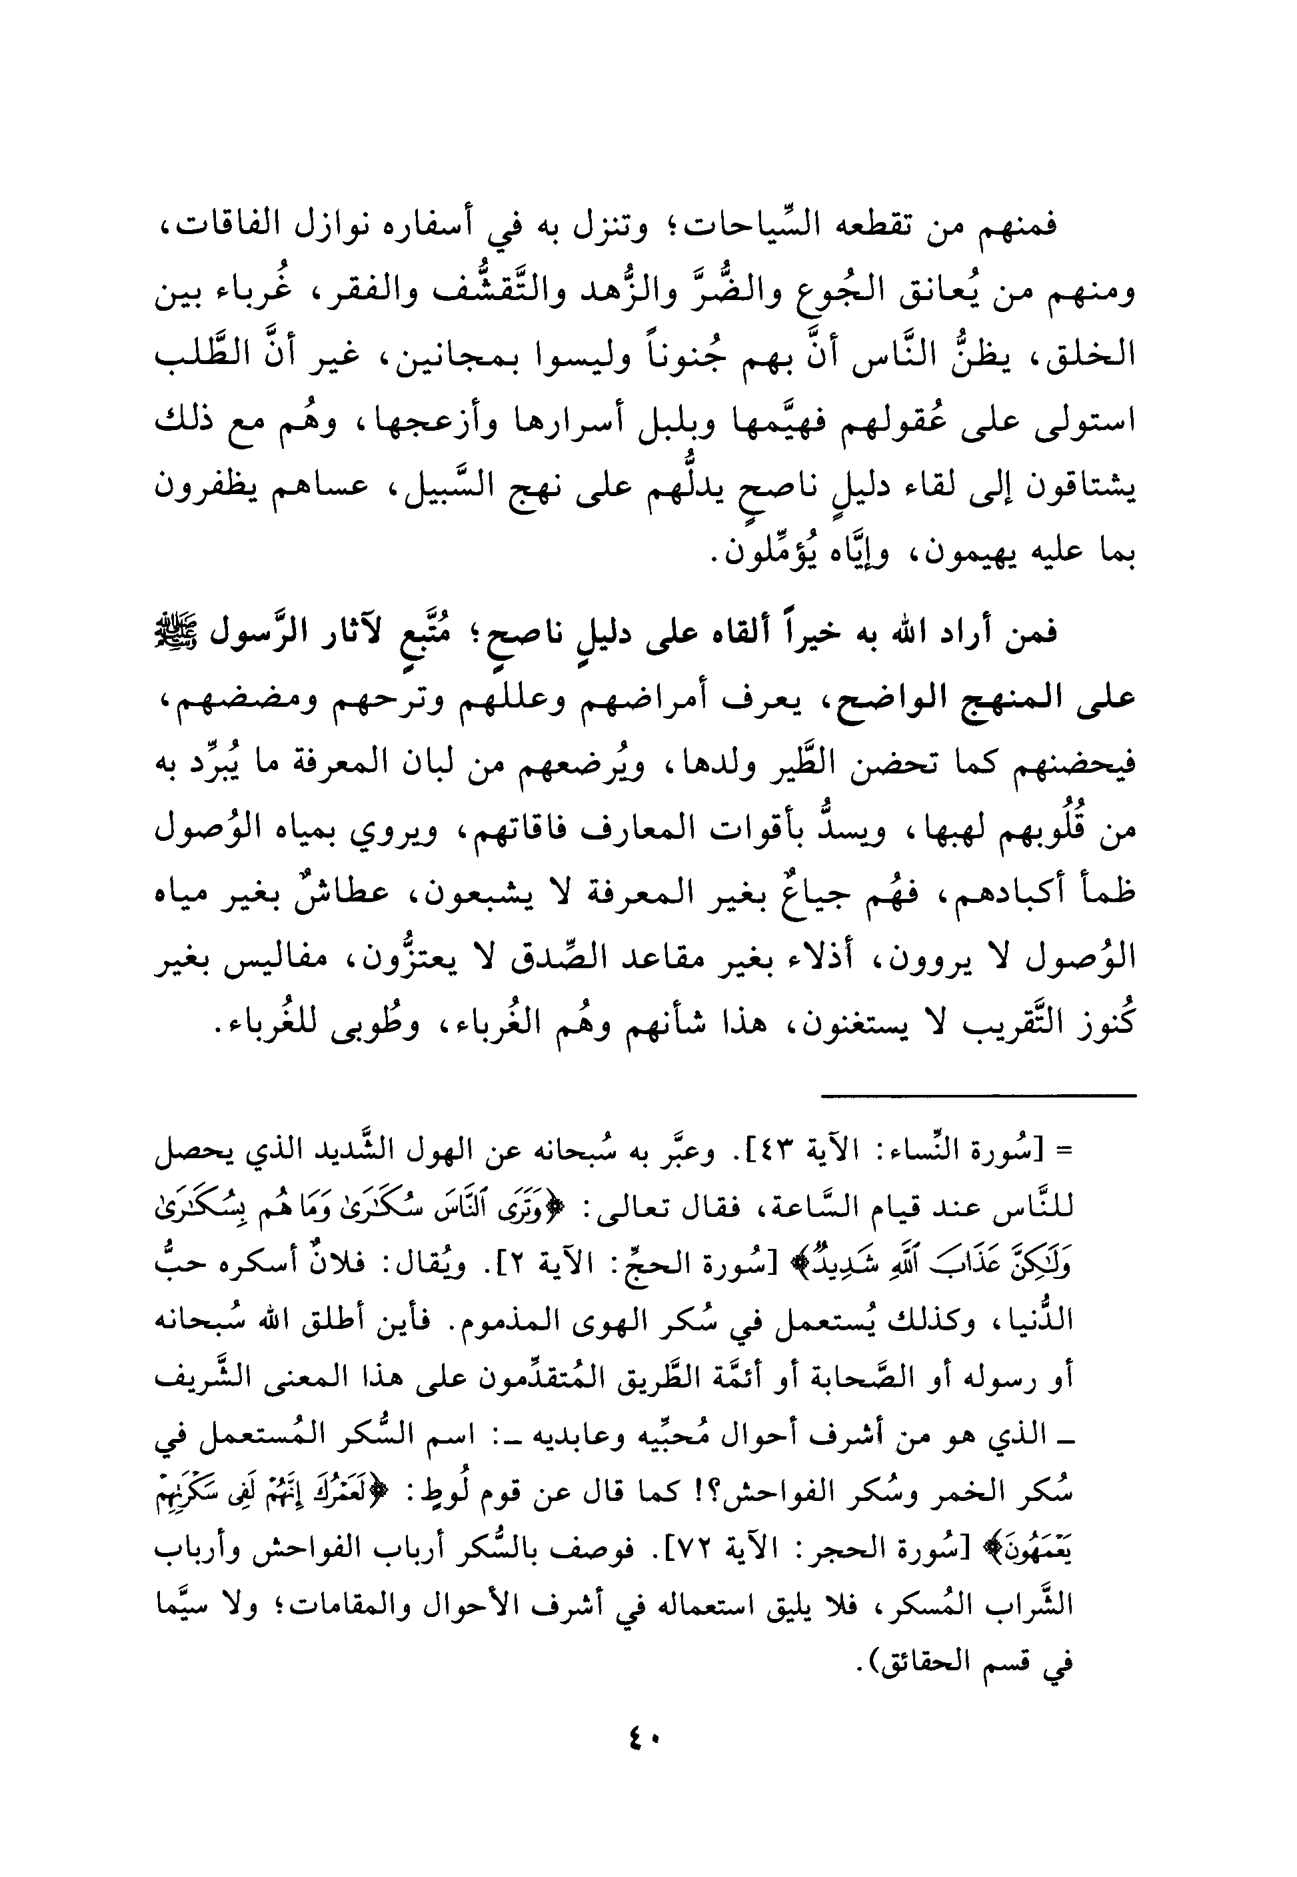 فمنهم من تقطعه السِّياحات؛ وتنزل به في أسفاره نوازل الفاقات،
ومنهم من يُعانق الجُوع والضُّرَّ والزُّهد والتَّقشُّف والفقر، غُرباء بين
الخلق، يظنُّ النَّاس أنَّ بهم جُنوناً وليسوا بمجانين، غير أنَّ الطَّلب
استولى على عُقولهم فهيَّمها وبلبل أسرارها وأزعجها، وهُم مع ذلك
يشتاقون إلى لقاء دليلٍ ناصحٍ يدلُّهم على نهج السَّبيل، عساهم يظفرون
بما عليه يهيمون، وإيَّاه يُؤمِّلون.
فمن أراد الله به خيراً ألقاه على دليلٍ ناصحٍ؛ مُتَّبعٍ لآثار الرَّسول ﷺ
على المنهج الواضح، يعرف أمراضهم وعللهم وترحهم ومضضهم،
فيحضنهم كما تحضن الطَّير ولدها، ويُرضعهم من لبان المعرفة ما يُبرِّد به
من قُلُوبهم لهبها، ويسدُّ بأقوات المعارف فاقاتهم، ويروي بمياه الوُصول
ظمأ أكبادهم، فهُم جياعٌ بغير المعرفة لا يشبعون، عطاشٌ بغير مياه
الوُصول لا يروون، أذلاء بغير مقاعد الصِّدق لا يعتزُّون، مفاليس بغير
كُنوز التَّقريب لا يستغنون، هذا شأنهم وهُم الغُرباء، وطُوبى للغُرباء.
= [سُورة النِّساء: الآية ٤٣]. وعبَّر به سُبحانه عن الهول الشَّديد الذي يحصل
للنَّاس عند قيام السَّاعة، فقال تعالى: ﴿وَتَرَى ٱلنَّاسَ سُكَـٰرَىٰ وَمَا هُم بِسُكَـٰرَىٰ
وَلَـٰكِنَّ عَذَابَ ٱللَّهِ شَدِيدٌ﴾ [سُورة الحجِّ: الآية ٢]. ويُقال: فلانٌ أسكره حبُّ
الدُّنيا، وكذلك يُستعمل في سُكر الهوى المذموم. فأين أطلق الله سُبحانه
أو رسوله أو الصَّحابة أو أئمَّة الطَّريق المُتقدِّمون على هذا المعنى الشَّريف
ـ الذي هو من أشرف أحوال مُحبِّيه وعابديه ـ: اسم السُّكر المُستعمل في
سُكر الخمر وسُكر الفواحش؟! كما قال عن قوم لُوطٍ: ﴿لَعَمْرُكَ إِنَّهُمْ لَفِى سَكْرَتِهِمْ
يَعْمَهُونَ﴾ [سُورة الحجر: الآية ٧٢]. فوصف بالسُّكر أرباب الفواحش وأرباب
الشَّراب المُسكر، فلا يليق استعماله في أشرف الأحوال والمقامات؛ ولا سيَّما
في قسم الحقائق).
٤٠